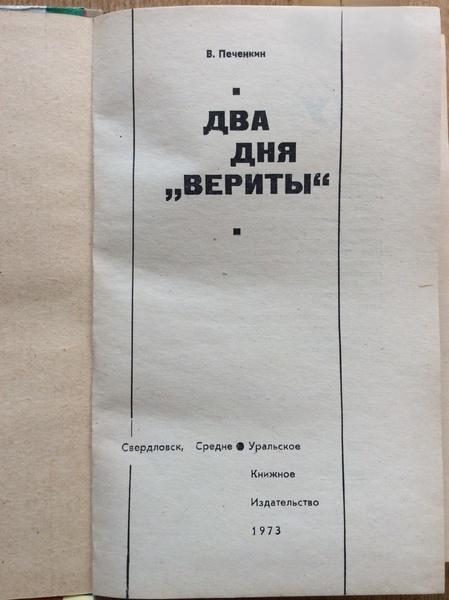 В. Печенкин
ДВА
ДНЯ
„ВЕРИТЫ“
Свердловск, Средне ● Уральское
Книжное
Издательство
1973